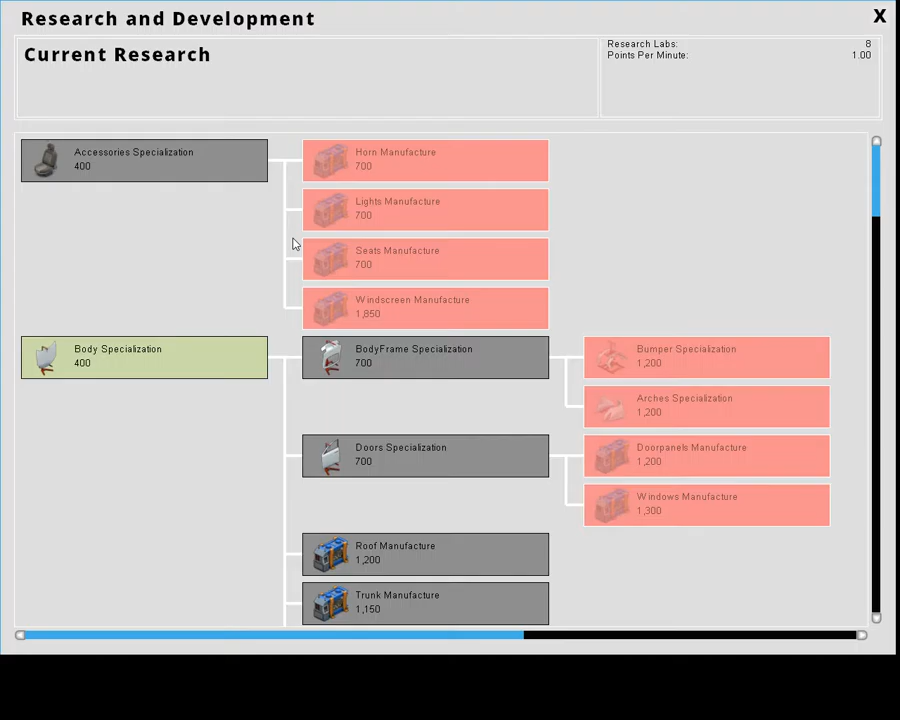 Research and Development
X
Current Research
Research Labs: 8
Points Per Minute: 1.00
Accessories Specialization
400
Horn Manufacture
700
Lights Manufacture
700
Seats Manufacture
700
Windscreen Manufacture
1,850
Body Specialization
400
BodyFrame Specialization
700
Bumper Specialization
1,200
Arches Specialization
1,200
Doors Specialization
700
Doorpanels Manufacture
1,200
Windows Manufacture
1,300
Roof Manufacture
1,200
Trunk Manufacture
1,150